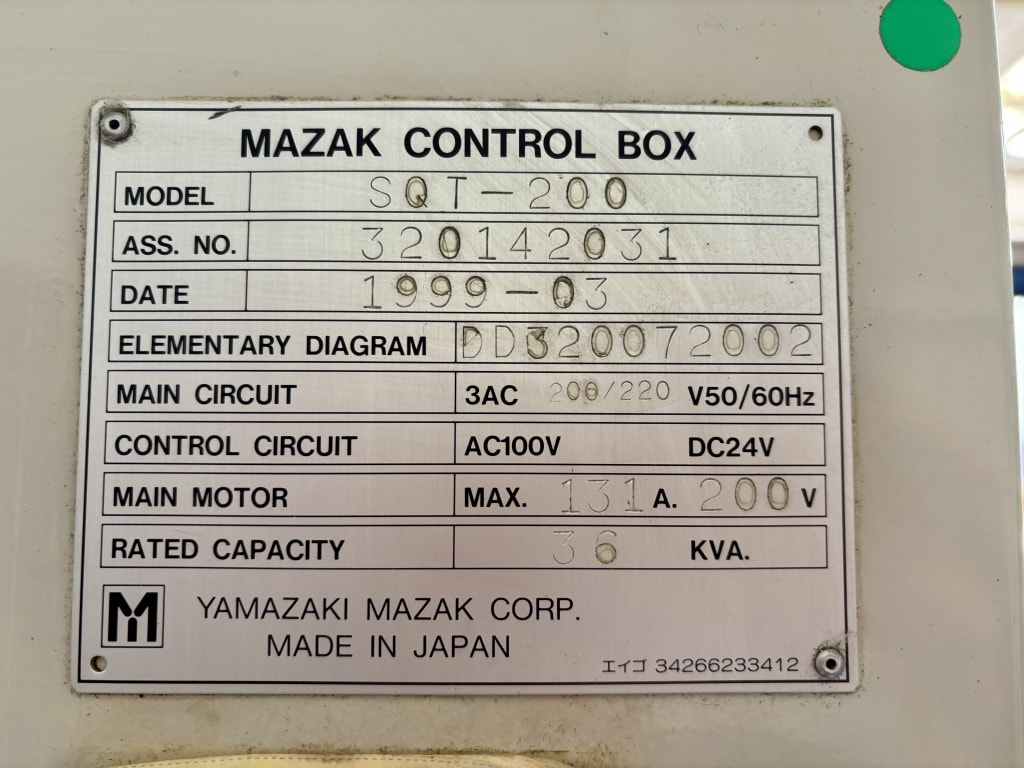 MAZAK CONTROL BOX
MODEL SQT-200
ASS. NO. 320142031
DATE 1999-03
ELEMENTARY DIAGRAM DD320072002
MAIN CIRCUIT 3AC 200/220 V50/60Hz
CONTROL CIRCUIT AC100V DC24V
MAIN MOTOR MAX. 131 A. 200 V
RATED CAPACITY 36 KVA.
M YAMAZAKI MAZAK CORP.
MADE IN JAPAN
エイゴ 34266233412